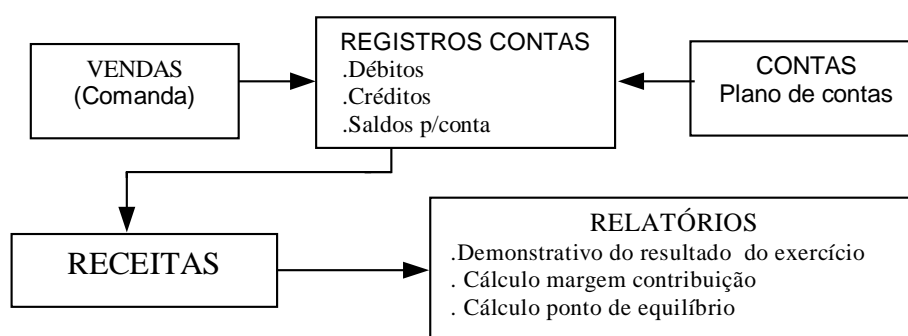 VENDAS
(Comanda)
REGISTROS CONTAS
.Débitos
.Créditos
.Saldos p/conta
CONTAS
Plano de contas
RECEITAS
RELATÓRIOS
.Demonstrativo do resultado do exercício
. Cálculo margem contribuição
. Cálculo ponto de equilíbrio